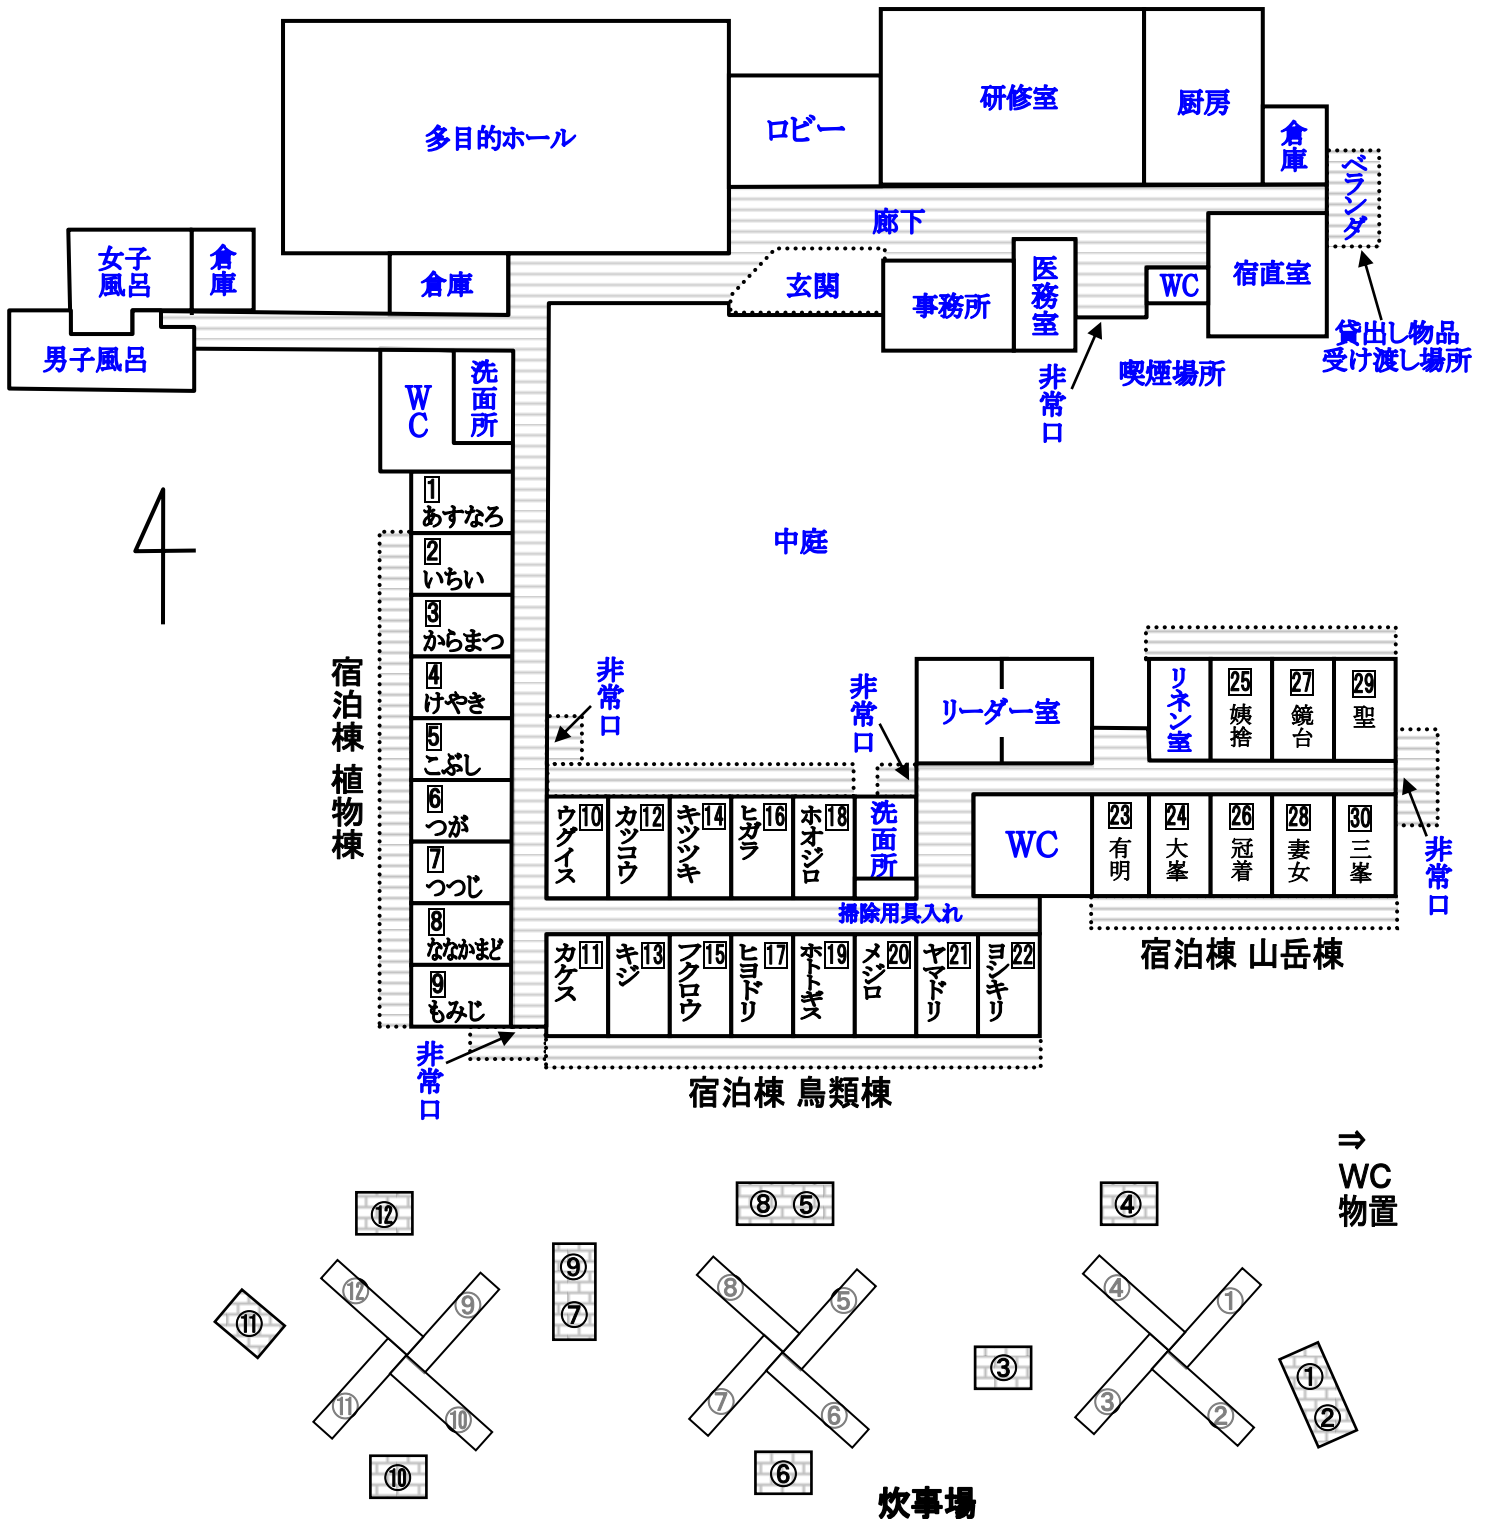 多目的ホール
ロビー
研修室
厨房
倉庫
ベランダ
廊下
玄関
事務所
医務室
WC
宿直室
貸出し物品
受け渡し場所
非常口
喫煙場所
女子
風呂
倉庫
男子風呂
倉庫
WC
洗面所
1
あすなろ
2
いちい
3
からまつ
4
けやき
5
こぶし
6
つが
7
つつじ
8
ななかまど
9
もみじ
宿泊棟 植物棟
中庭
非常口
非常口
リーダー室
リネン室
25
姨捨
27
鏡台
29
聖
10
ウグイス
12
カッコウ
14
キツツキ
16
ヒガラ
18
ホオジロ
洗面所
WC
23
有明
24
大峯
26
冠着
28
妻女
30
三峯
非常口
掃除用具入れ
宿泊棟 山岳棟
11
カケス
13
キジ
15
フクロウ
17
ヒヨドリ
19
ホトトギス
20
メジロ
21
ヤマドリ
22
ヨシキリ
非常口
宿泊棟 鳥類棟
⇒
WC
物置
⑫
⑪
⑫
⑨
⑪
⑩
⑩
⑨
⑦
⑧ ⑤
⑧
⑤
⑦
⑥
⑥
④
③
④
①
③
②
①
②
炊事場